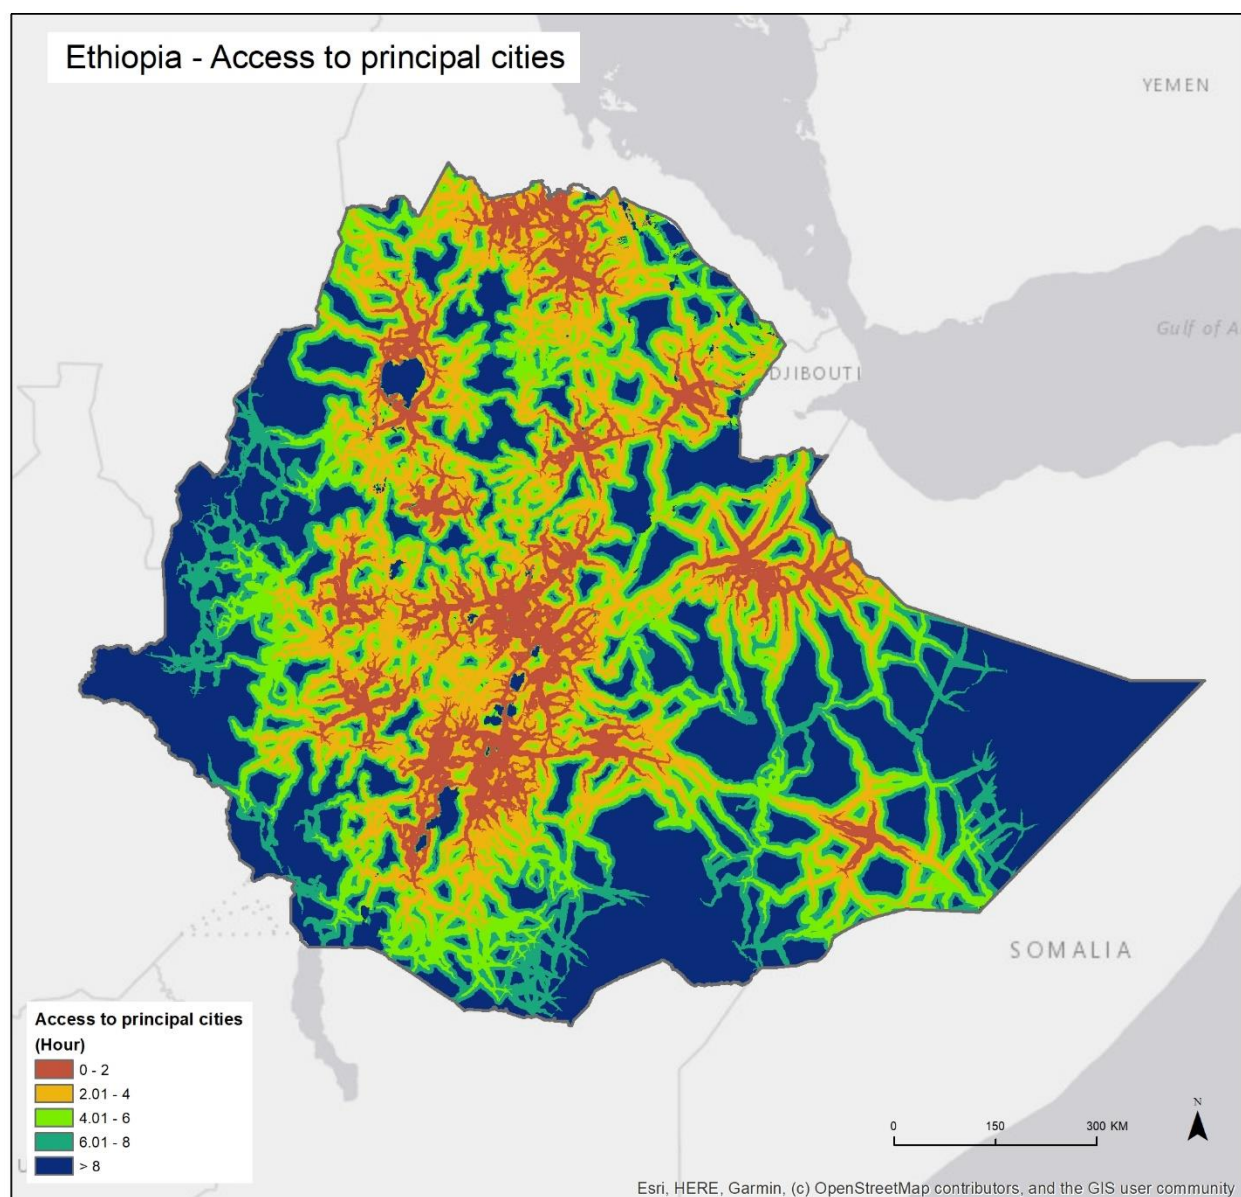 Ethiopia - Access to principal cities
YEMEN
Gulf of A
DJIBOUTI
SOMALIA
Access to principal cities
(Hour)
0 - 2
2.01 - 4
4.01 - 6
6.01 - 8
> 8
U
N
0 150 300 KM
Esri, HERE, Garmin, (c) OpenStreetMap contributors, and the GIS user community